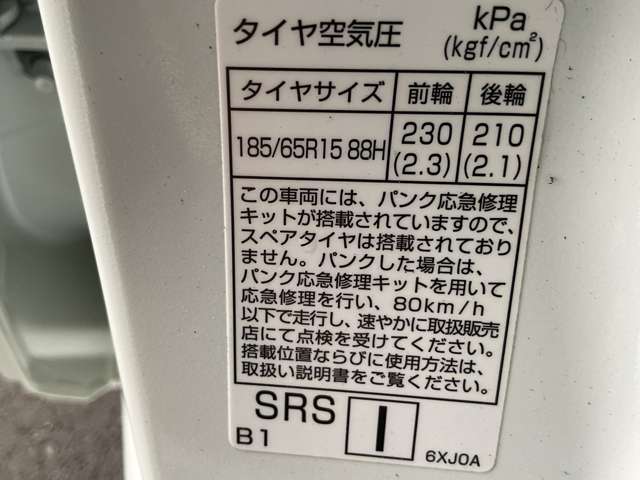 タイヤ空気圧 kPa
(kgf/cm²)
タイヤサイズ 前輪 後輪
185/65R15 88H 230 210
(2.3) (2.1)
この車両には、パンク応急修理
キットが搭載されていますので、
スペアタイヤは搭載されており
ません。パンクした場合は、
パンク応急修理キットを用いて
応急修理を行い、80km/h
以下で走行し、速やかに取扱販売
店にて点検を受けてください。
搭載位置ならびに使用方法は、
取扱い説明書をご覧ください。
SRS I
B1 6XJ0A